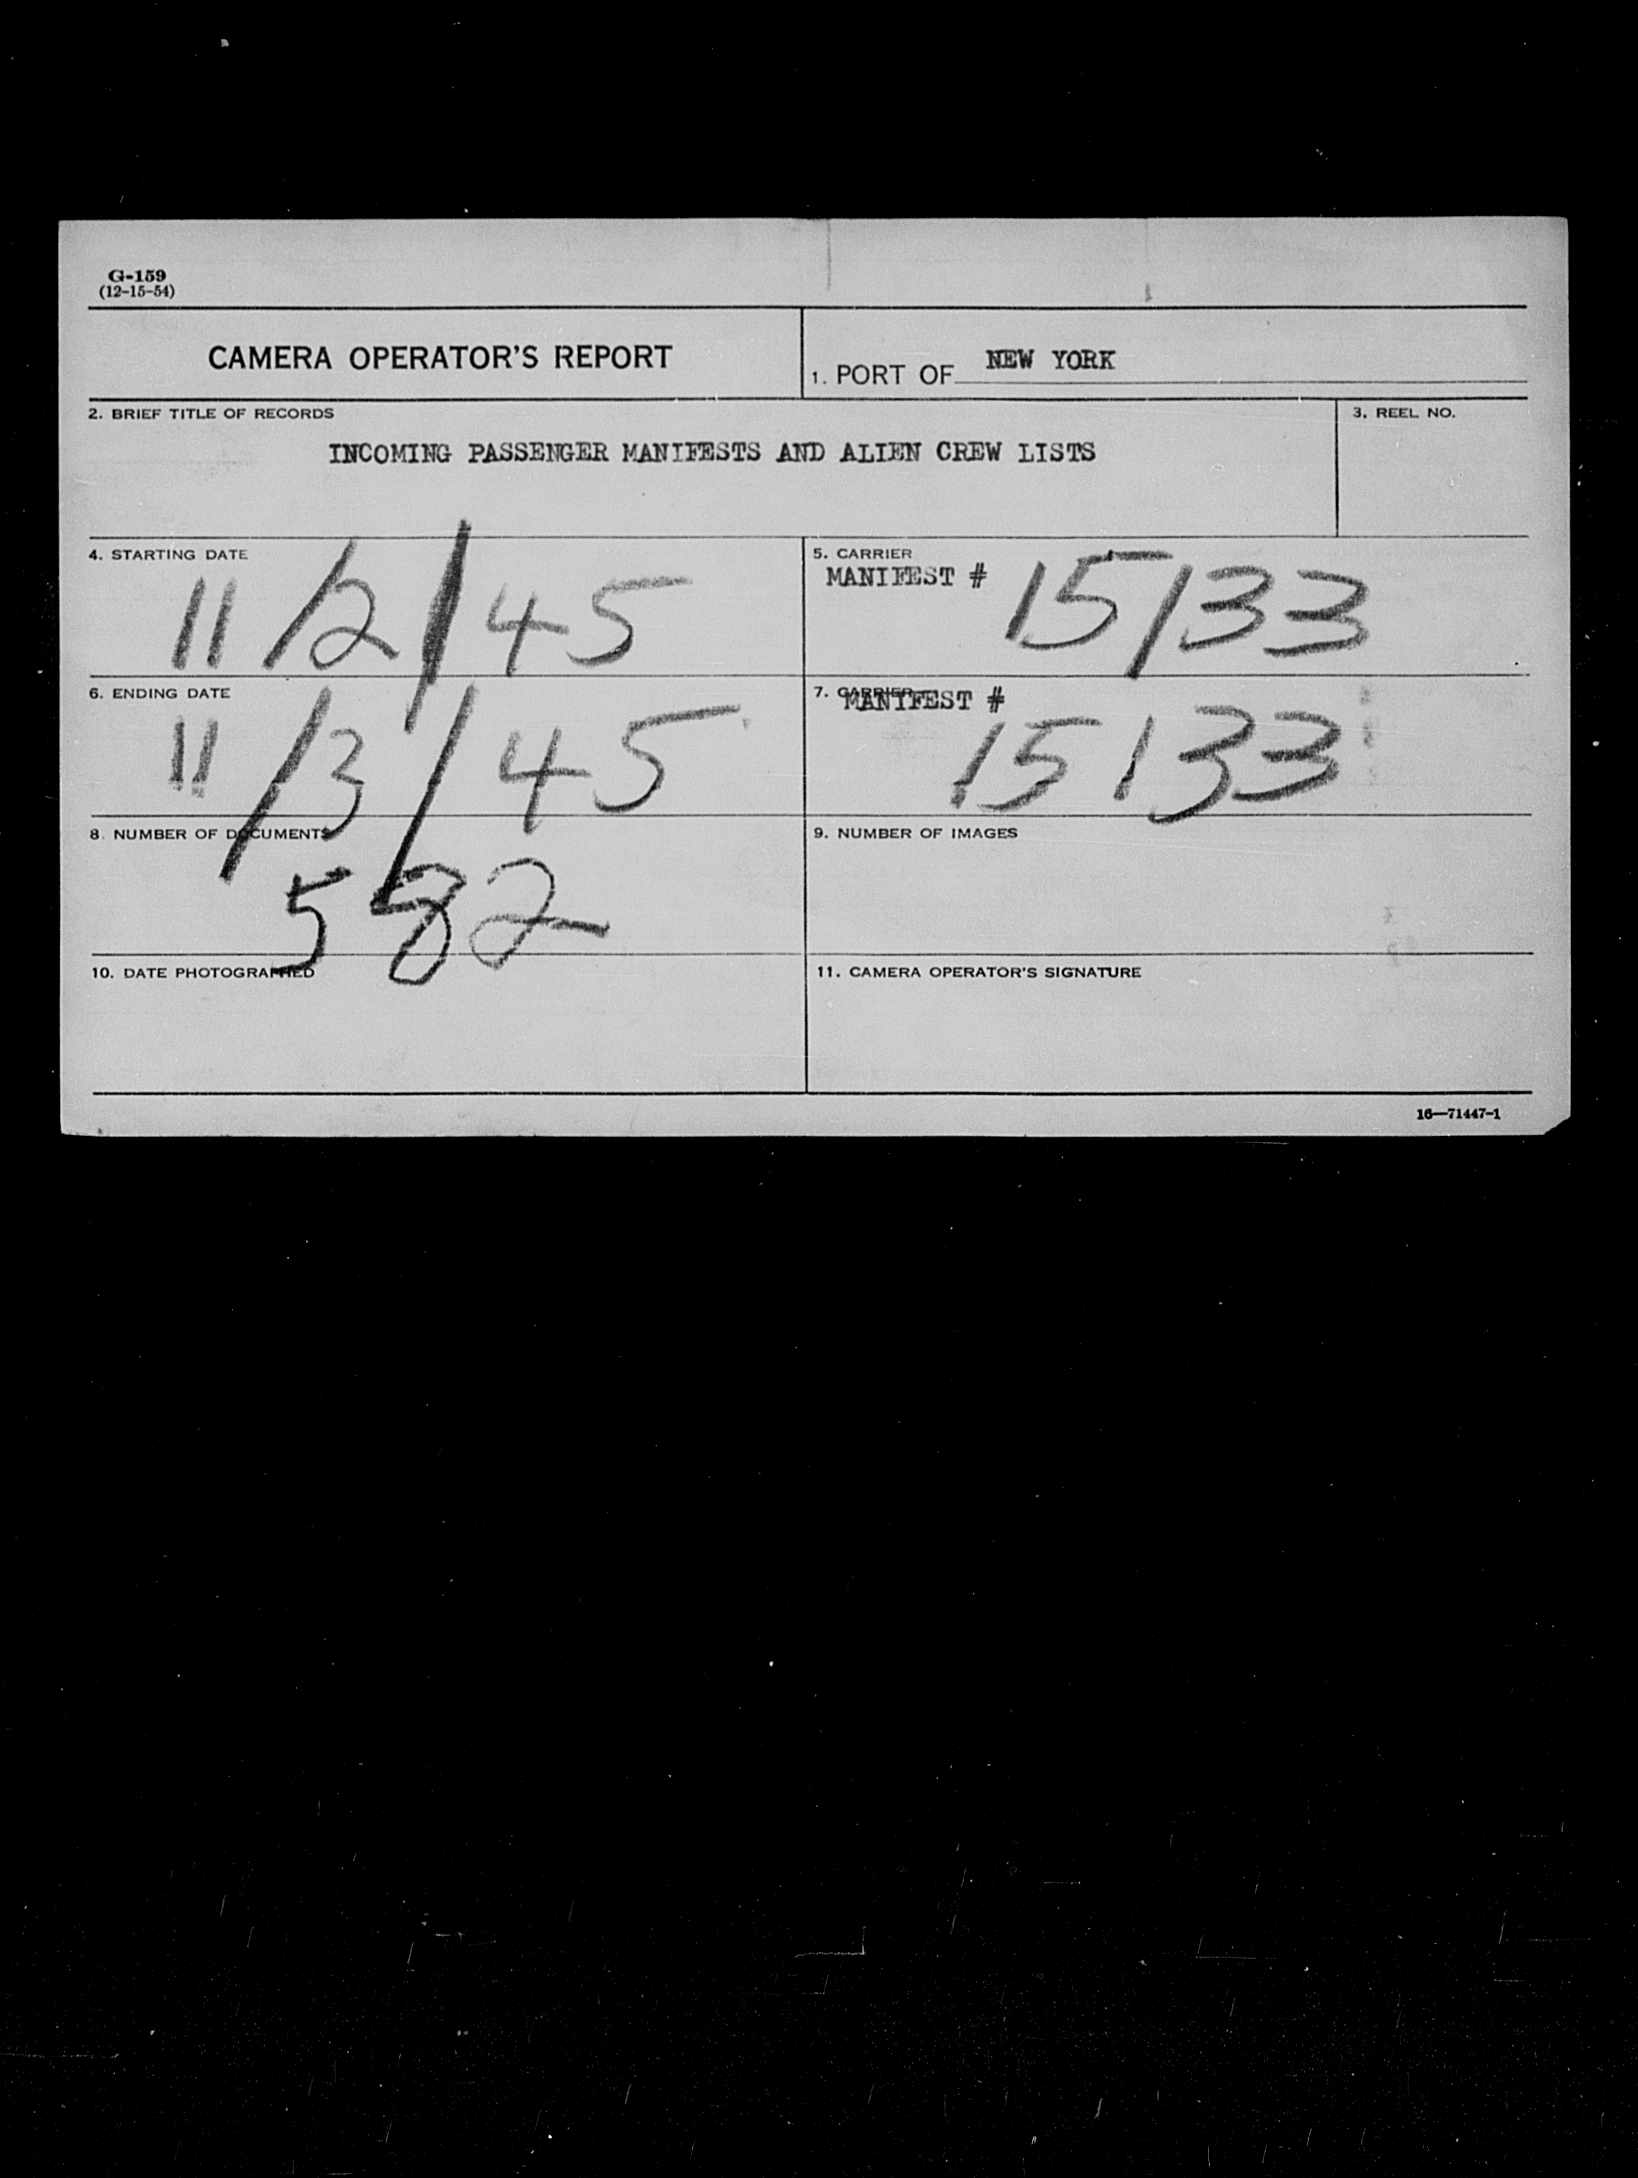 G-159
(12-15-54)
CAMERA OPERATOR'S REPORT
1. PORT OF NEW YORK
2. BRIEF TITLE OF RECORDS
3. REEL NO.
INCOMING PASSENGER MANIFESTS AND ALIEN CREW LISTS
4. STARTING DATE
11/2/45
5. CARRIER
MANIFEST # 15133
6. ENDING DATE
11/3/45
7. CARRIER
MANIFEST #
15133
8. NUMBER OF DOCUMENTS
582
9. NUMBER OF IMAGES
10. DATE PHOTOGRAPHED
11. CAMERA OPERATOR'S SIGNATURE
16—71447-1